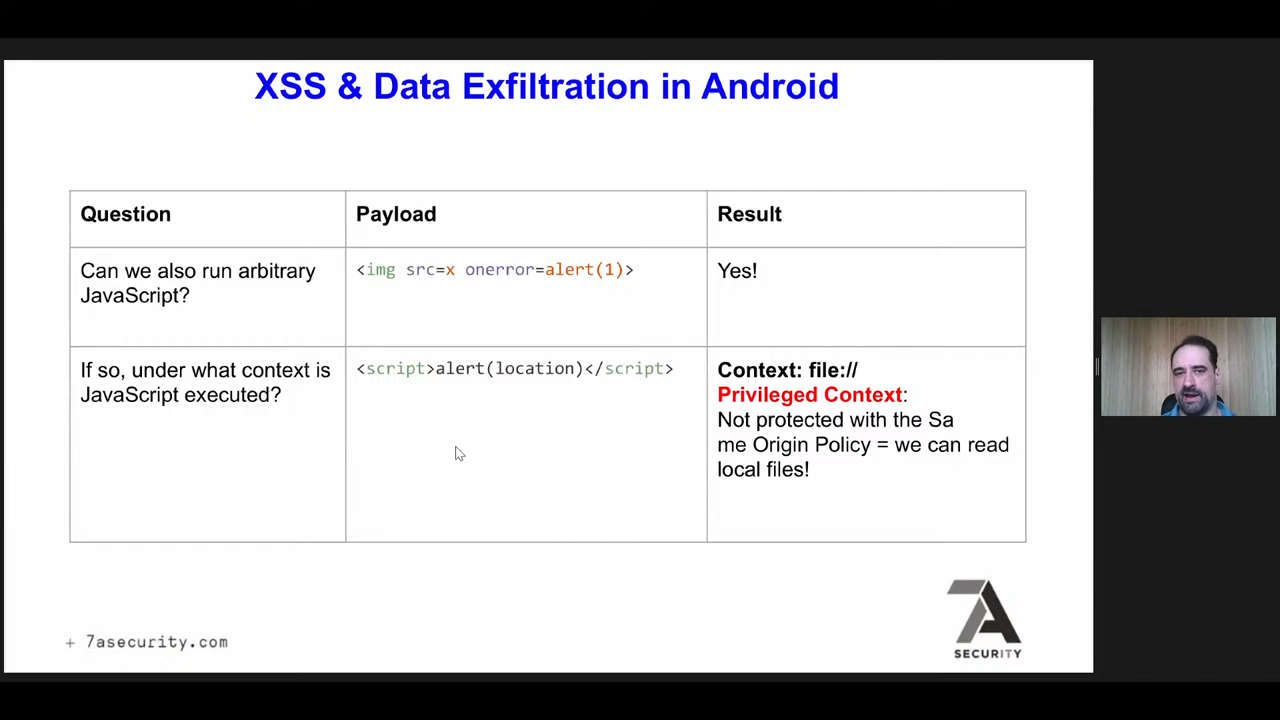 XSS & Data Exfiltration in Android
Question
Payload
Result
Can we also run arbitrary
JavaScript?
<img src=x onerror=alert(1)>
Yes!
If so, under what context is
JavaScript executed?
<script>alert(location)</script>
Context: file://
Privileged Context:
Not protected with the Sa
me Origin Policy = we can read
local files!
+ 7asecurity.com
7A
SECURITY